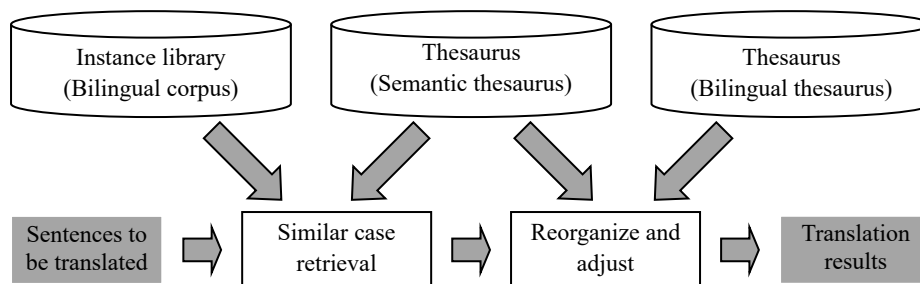 Instance library
(Bilingual corpus)
Thesaurus
(Semantic thesaurus)
Thesaurus
(Bilingual thesaurus)
Sentences to
be translated
Similar case
retrieval
Reorganize and
adjust
Translation
results